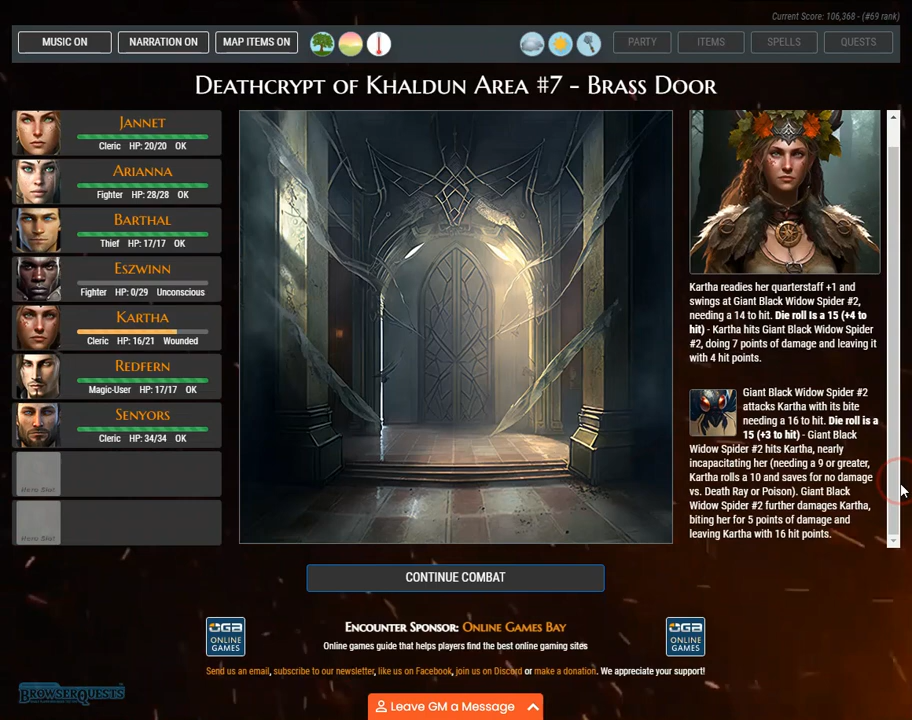 Current Score: 106,368 - (#69 rank)
MUSIC ON
NARRATION ON
MAP ITEMS ON
PARTY
ITEMS
SPELLS
QUESTS
Deathcrypt of Khaldun Area #7 - Brass Door
Jannet
Cleric HP: 20/20 OK
Arianna
Fighter HP: 28/28 OK
Barthal
Thief HP: 17/17 OK
Eszwinn
Fighter HP: 0/29 Unconscious
Kartha
Cleric HP: 16/21 Wounded
Redfern
Magic-User HP: 17/17 OK
Senyors
Cleric HP: 34/34 OK
Hero Slot
Hero Slot
Kartha readies her quarterstaff +1 and
swings at Giant Black Widow Spider #2,
needing a 14 to hit. Die roll is a 15 (+4 to
hit) - Kartha hits Giant Black Widow Spider
#2, doing 7 points of damage and leaving it
with 4 hit points.
Giant Black Widow Spider #2
attacks Kartha with its bite
needing a 16 to hit. Die roll is a
15 (+3 to hit) - Giant Black
Widow Spider #2 hits Kartha, nearly
incapacitating her (needing a 9 or greater,
Kartha rolls a 10 and saves for no damage
vs. Death Ray or Poison). Giant Black
Widow Spider #2 further damages Kartha,
biting her for 5 points of damage and
leaving Kartha with 16 hit points.
CONTINUE COMBAT
OGB
ONLINE
GAMES
Encounter Sponsor: Online Games Bay
Online games guide that helps players find the best online gaming sites
OGB
ONLINE
GAMES
Send us an email, subscribe to our newsletter, like us on Facebook, join us on Discord or make a donation. We appreciate your support!
BrowserQuests
Leave GM a Message